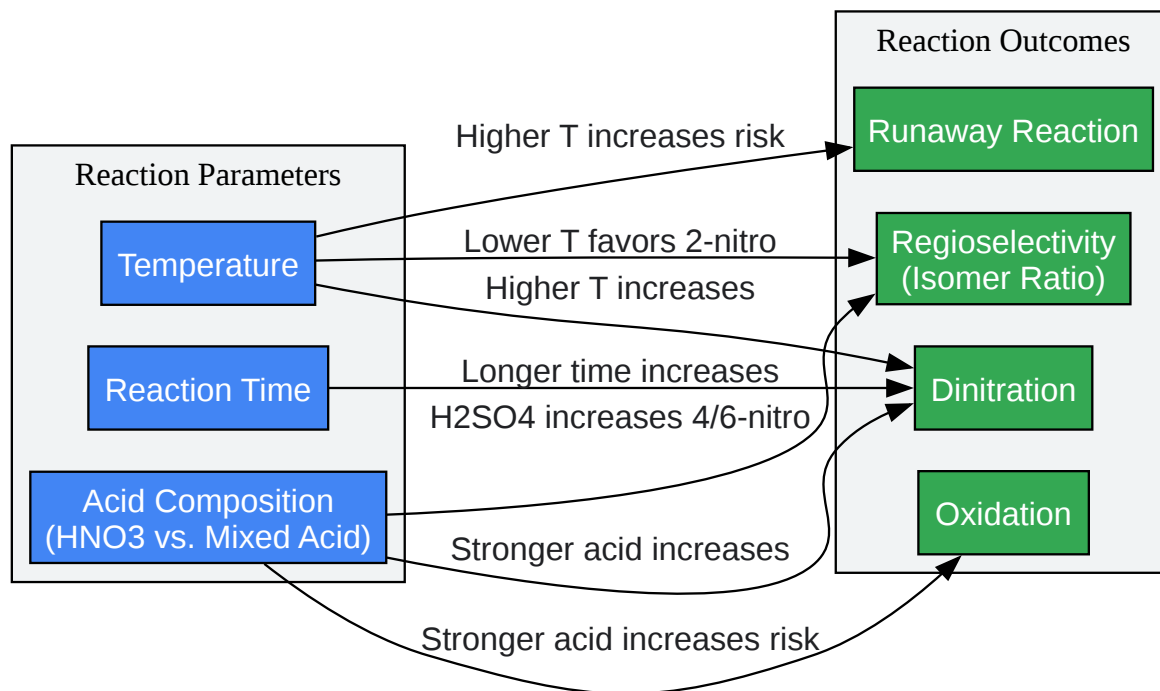 Reaction Outcomes
Runaway Reaction
Higher T increases risk
Reaction Parameters
Temperature
Lower T favors 2-nitro
Regioselectivity
(Isomer Ratio)
Higher T increases
Reaction Time
Longer time increases
Dinitration
H2SO4 increases 4/6-nitro
Acid Composition
(HNO3 vs. Mixed Acid)
Oxidation
Stronger acid increases
Stronger acid increases risk